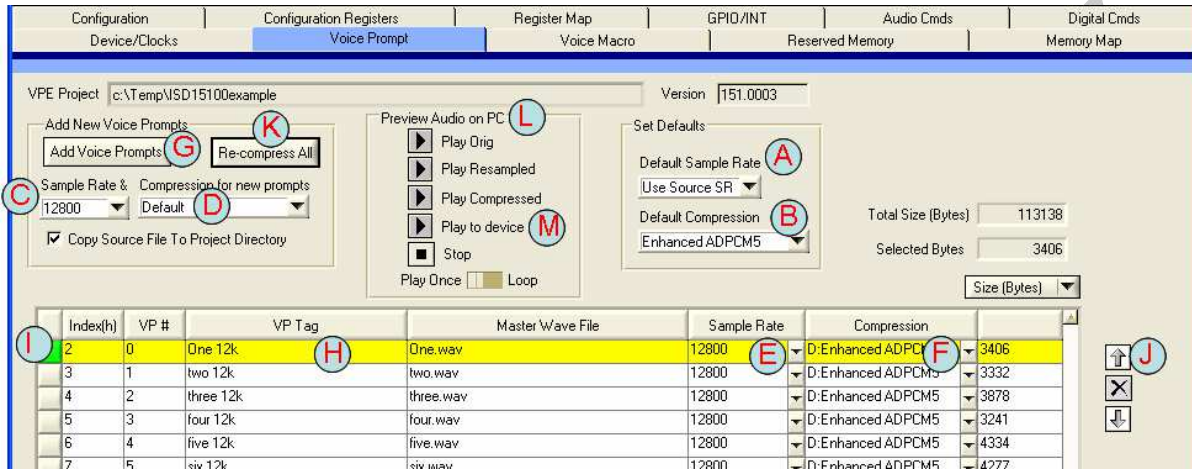 Configuration Configuration Registers Register Map GPIO/INT Audio Cmds Digital Cmds
Device/Clocks Voice Prompt Voice Macro Reserved Memory Memory Map
VPE Project c:\Temp\ISD15100example Version 151.0003
Add New Voice Prompts K Preview Audio on PC L Set Defaults
Add Voice Prompts G Re-compress All Play Orig
Default Sample Rate A
Play Resampled
C Sample Rate & Compression for new prompts Use Source SR
12800 Default D Play Compressed
Default Compression B Total Size (Bytes) 113138
Copy Source File To Project Directory Play to device M Enhanced ADPCM5
Stop Selected Bytes 3406
Play Once Loop Size (Bytes)
Index(h) VP # VP Tag Master Wave File Sample Rate Compression
I 2 0 One 12k H One.wav 12800 E D:Enhanced F 3406 J
3 1 two 12k two.wav 12800 D:Enhanced ADPCM5 3332
4 2 three 12k three.wav 12800 D:Enhanced ADPCM5 3878
5 3 four 12k four.wav 12800 D:Enhanced ADPCM5 3241
6 4 five 12k five.wav 12800 D:Enhanced ADPCM5 4334
7 5 six 12k six.wav 12800 D:Enhanced ADPCM5 4277